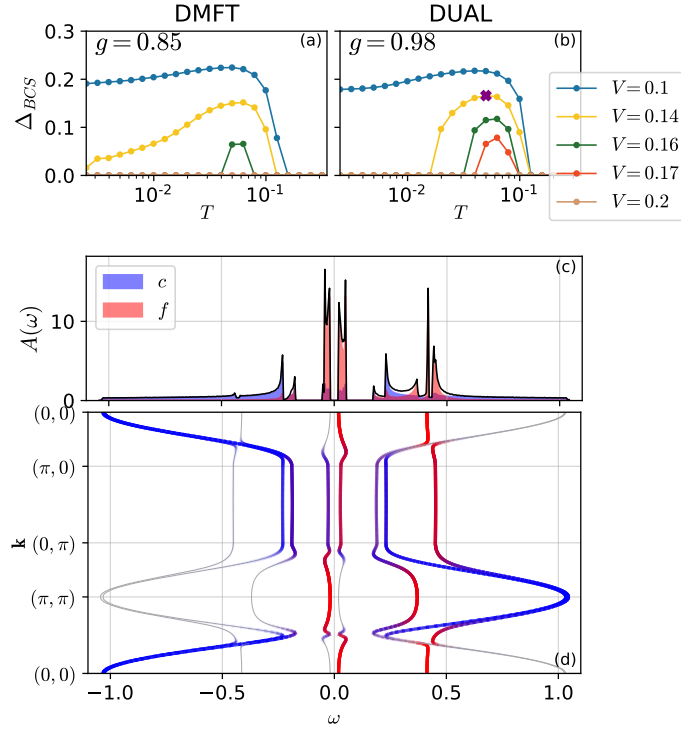 DMFT
DUAL
0.3
g = 0.85
(a)
g = 0.98
(b)
0.2
Δ_BCS
0.1
0.0
10⁻²
10⁻¹
T
10⁻²
10⁻¹
T
V = 0.1
V = 0.14
V = 0.16
V = 0.17
V = 0.2
c
f
(c)
A(ω)
10
0
(0, 0)
(π, 0)
(0, π)
k
(π, π)
(0, 0)
(d)
−1.0
−0.5
0.0
0.5
1.0
ω